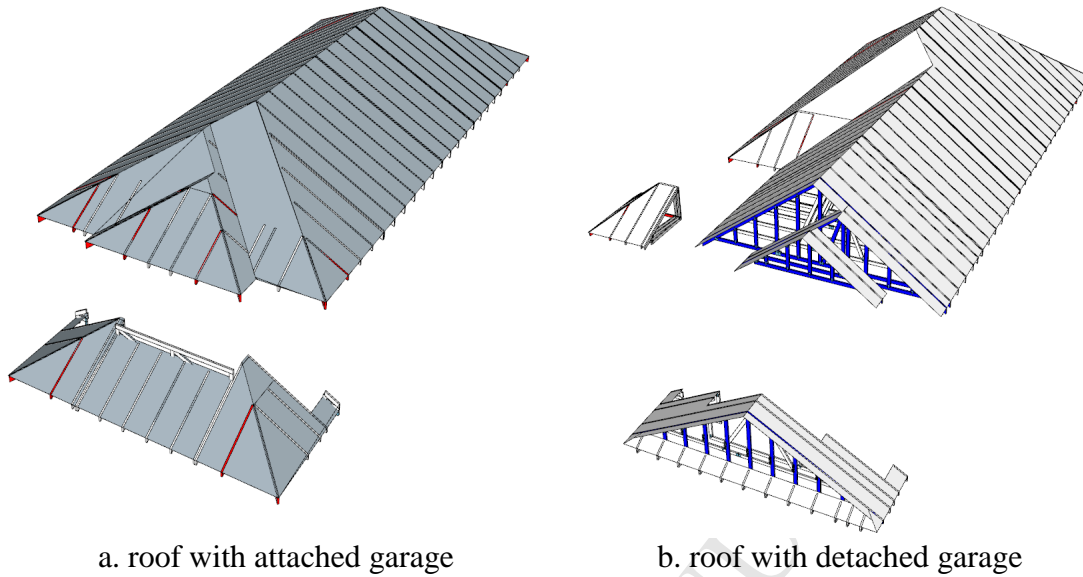 a. roof with attached garage
b. roof with detached garage